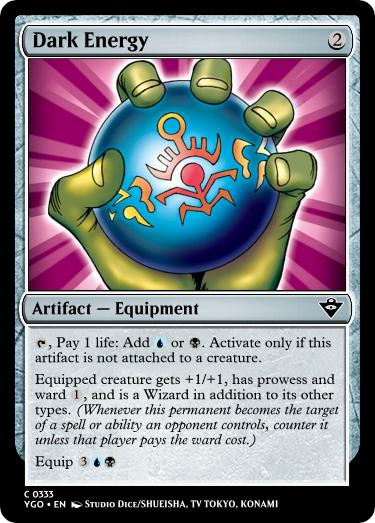 Dark Energy 2
Artifact — Equipment
, Pay 1 life: Add or . Activate only if this
artifact is not attached to a creature.
Equipped creature gets +1/+1, has prowess and
ward 1, and is a Wizard in addition to its other
types. (Whenever this permanent becomes the target
of a spell or ability an opponent controls, counter it
unless that player pays the ward cost.)
Equip 3
C 0333
YGO • EN Studio Dice/SHUEISHA, TV TOKYO, KONAMI